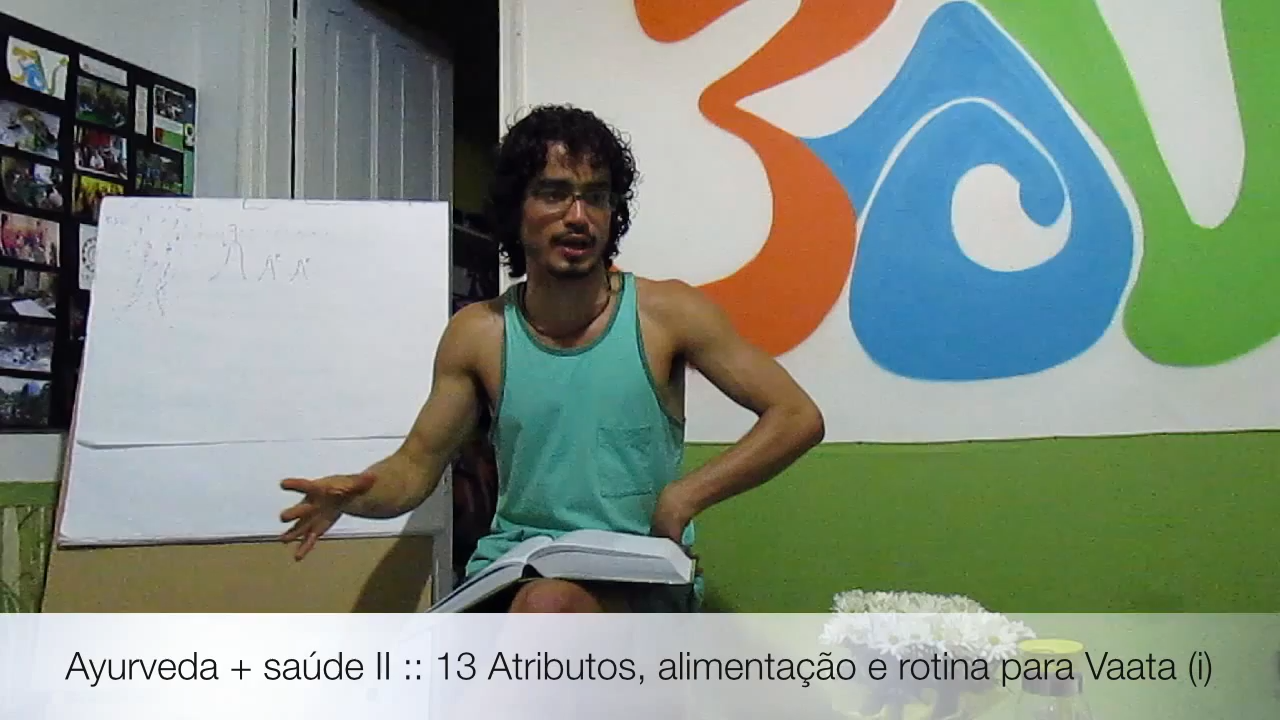 Ayurveda + saúde II :: 13 Atributos, alimentação e rotina para Vaata (i)